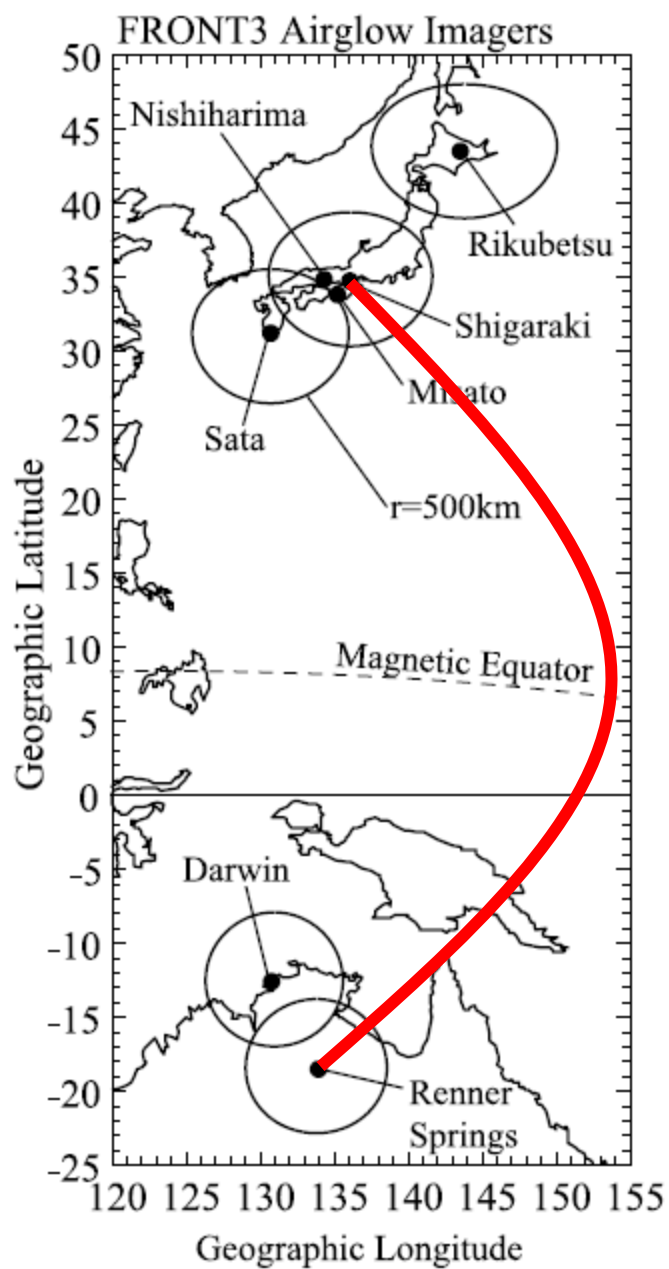 FRONT3 Airglow Imagers
50
45
40
35
30
25
20
15
10
5
0
-5
-10
-15
-20
-25
Geographic Latitude
Nishiharima
Rikubetsu
Shigaraki
Misato
Sata
r=500km
Magnetic Equator
Darwin
Renner
Springs
120 125 130 135 140 145 150 155
Geographic Longitude